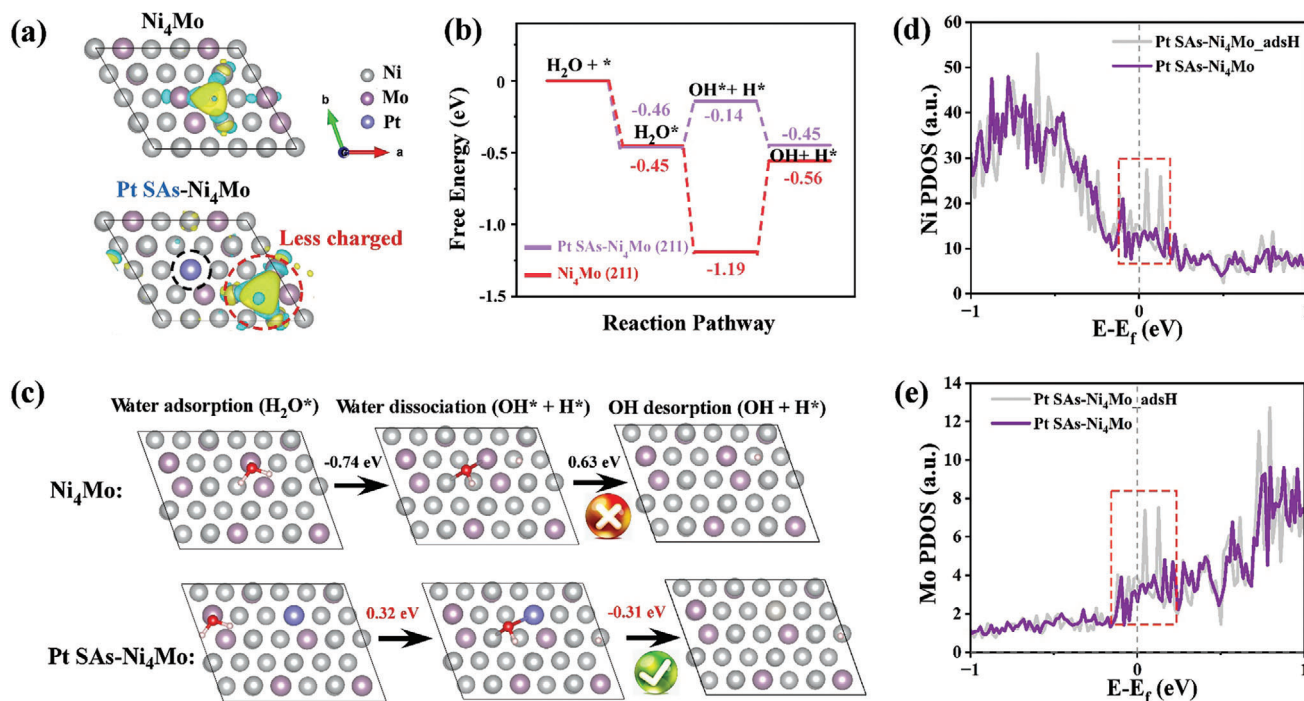 (a)
Ni₄Mo
Ni
Mo
Pt
b
a
Pt SAs-Ni₄Mo
Less charged
(b)
Free Energy (eV)
0
-0.5
-1.0
-1.5
H₂O + *
-0.46
H₂O*
-0.45
OH*+ H*
-0.14
-1.19
-0.45
OH+ H*
-0.56
Pt SAs-Ni₄Mo (211)
Ni₄Mo (211)
Reaction Pathway
(c)
Water adsorption (H₂O*) Water dissociation (OH* + H*) OH desorption (OH + H*)
Ni₄Mo:
-0.74 eV
0.63 eV
Pt SAs-Ni₄Mo:
0.32 eV
-0.31 eV
(d)
Ni PDOS (a.u.)
60
50
40
30
20
10
0
Pt SAs-Ni₄Mo_adsH
Pt SAs-Ni₄Mo
−1 0 1
E-E_f (eV)
(e)
Mo PDOS (a.u.)
14
12
10
8
6
4
2
0
Pt SAs-Ni₄Mo_adsH
Pt SAs-Ni₄Mo
−1 0 1
E-E_f (eV)